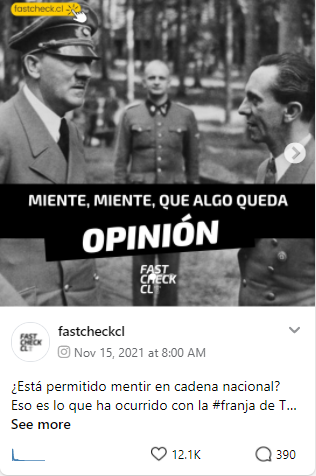 fastcheck.cl
MIENTE, MIENTE, QUE ALGO QUEDA
OPINIÓN
FAST
CHECK
CL
FAST
CHECK
CL
fastcheckcl
Nov 15, 2021 at 8:00 AM
¿Está permitido mentir en cadena nacional?
Eso es lo que ha ocurrido con la #franja de T...
See more
12.1K
390